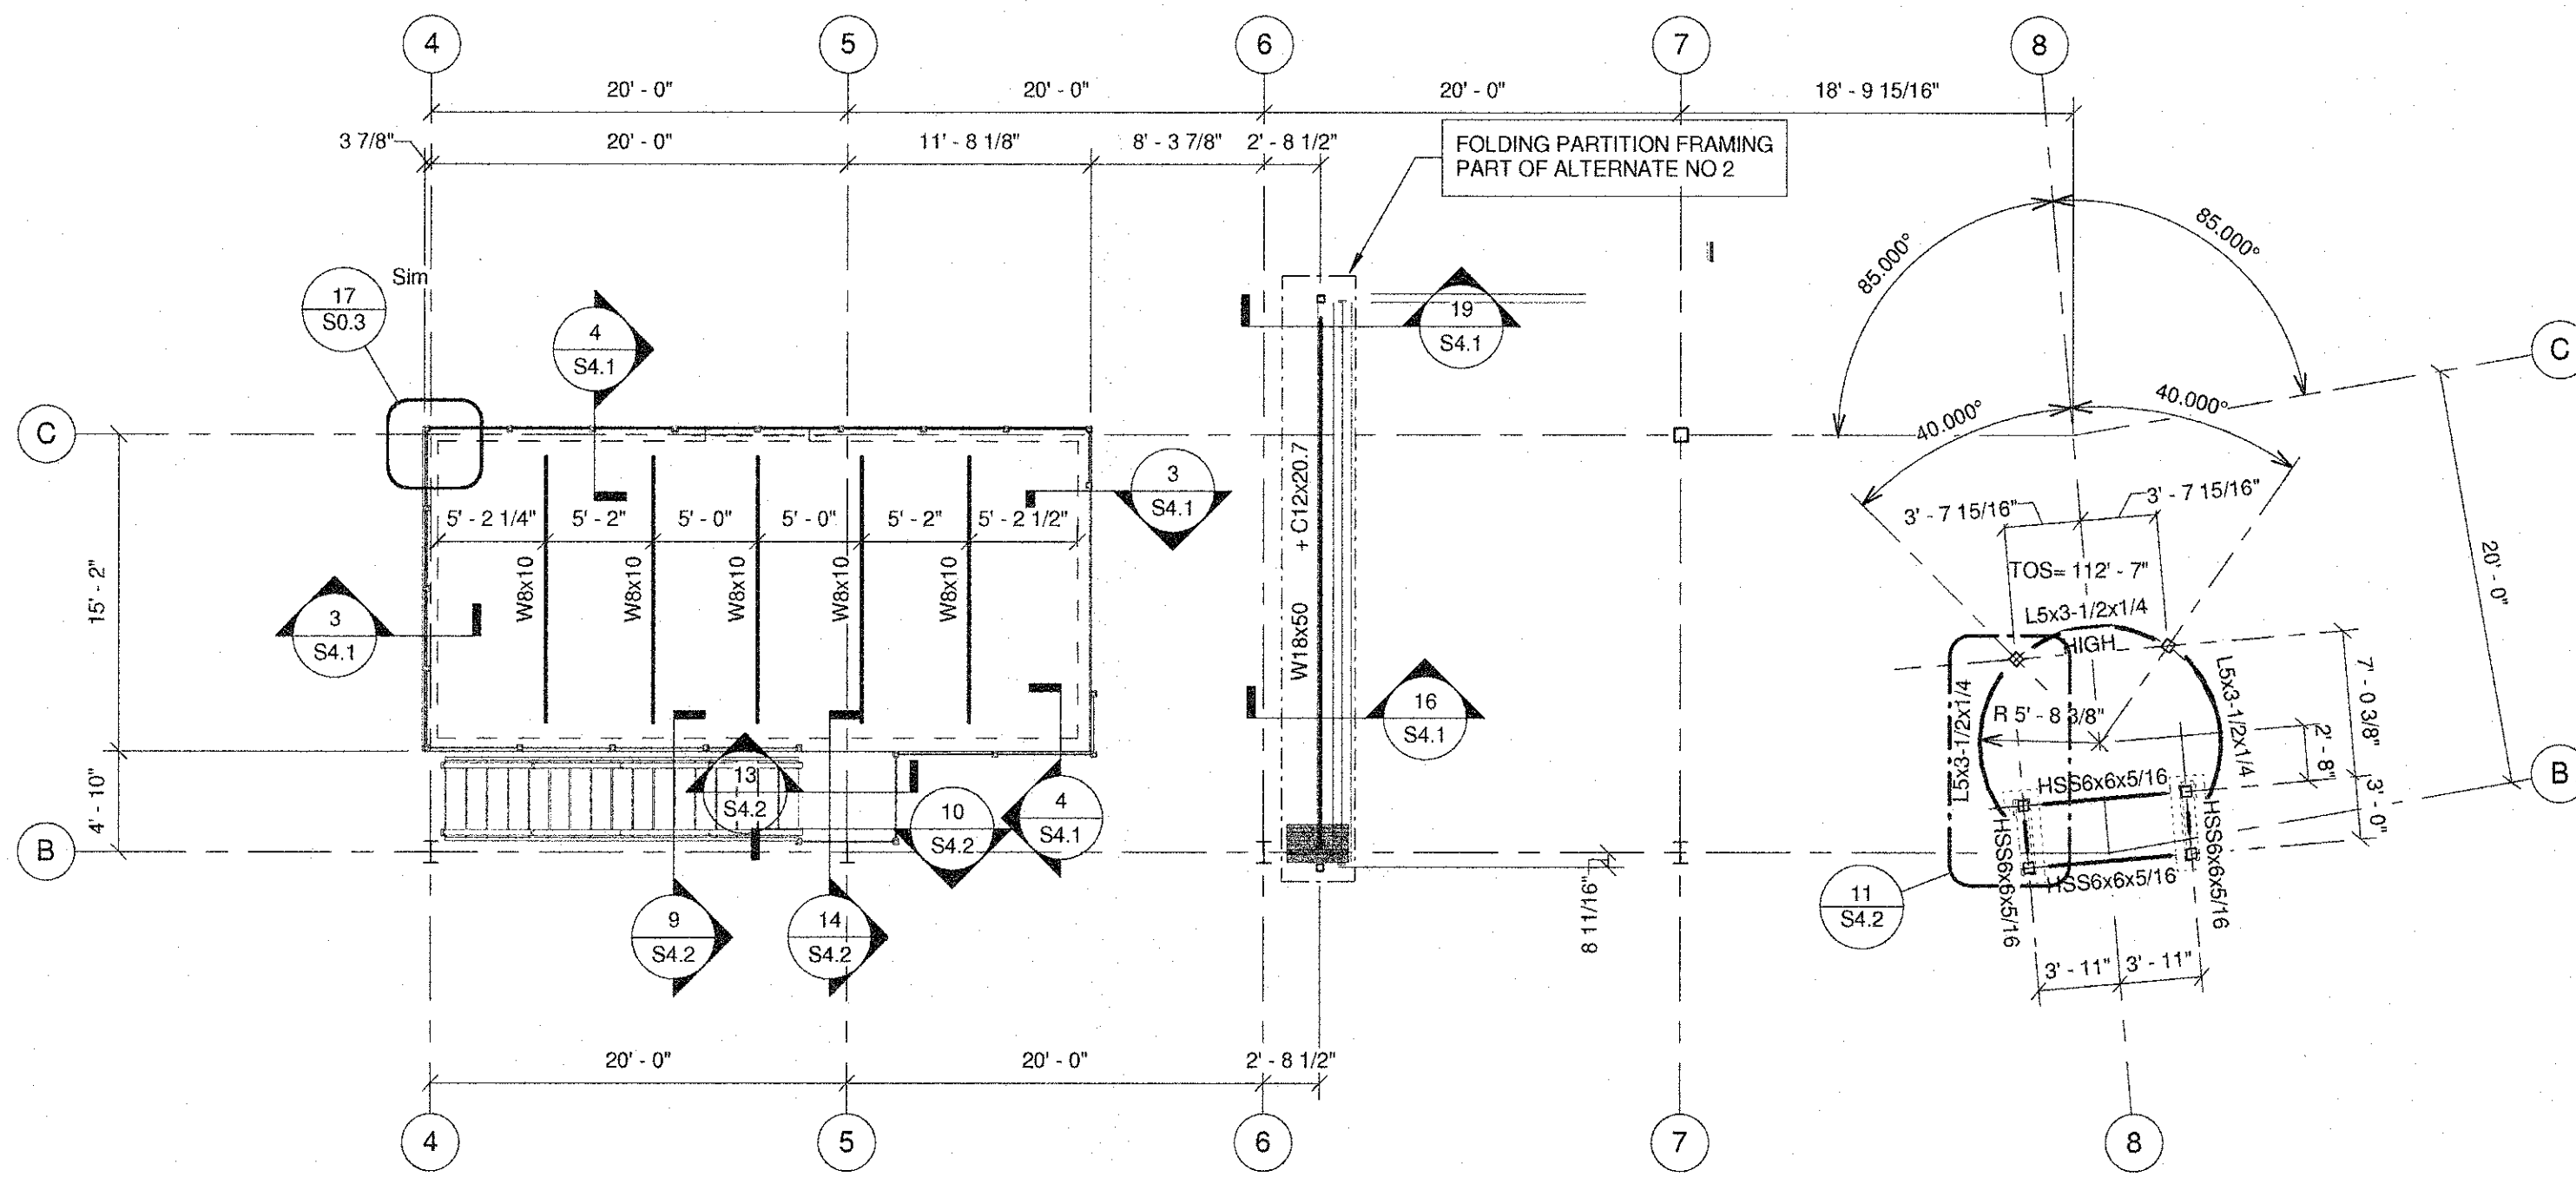 4
5
6
7
8
20' - 0"
20' - 0"
20' - 0"
18' - 9 15/16"
3 7/8"
20' - 0"
11' - 8 1/8"
8' - 3 7/8"
2' - 8 1/2"
FOLDING PARTITION FRAMING
PART OF ALTERNATE NO 2
85.000°
85.000°
Sim
17
S0.3
4
S4.1
19
S4.1
C
C
40.000°
40.000°
3
S4.1
3' - 7 15/16"
3' - 7 15/16"
5' - 2 1/4"
5' - 2"
5' - 0"
5' - 0"
5' - 2"
5' - 2 1/2"
W8x10
W8x10
W8x10
W8x10
W8x10
W18x50 + C12x20.7
15' - 2"
20' - 0"
TOS= 112' - 7"
L5x3-1/2x1/4
HIGH
3
S4.1
16
S4.1
L5x3-1/2x1/4
L5x3-1/2x1/4
R 5' - 8 3/8"
7' - 0 3/8"
2' - 8"
3' - 0"
HSS6x6x5/16
HSS6x6x5/16
HSS6x6x5/16
HSS6x6x5/16
4' - 10"
13
S4.2
10
S4.2
4
S4.1
B
B
9
S4.2
14
S4.2
8 11/16"
11
S4.2
3' - 11"
3' - 11"
20' - 0"
20' - 0"
2' - 8 1/2"
4
5
6
7
8